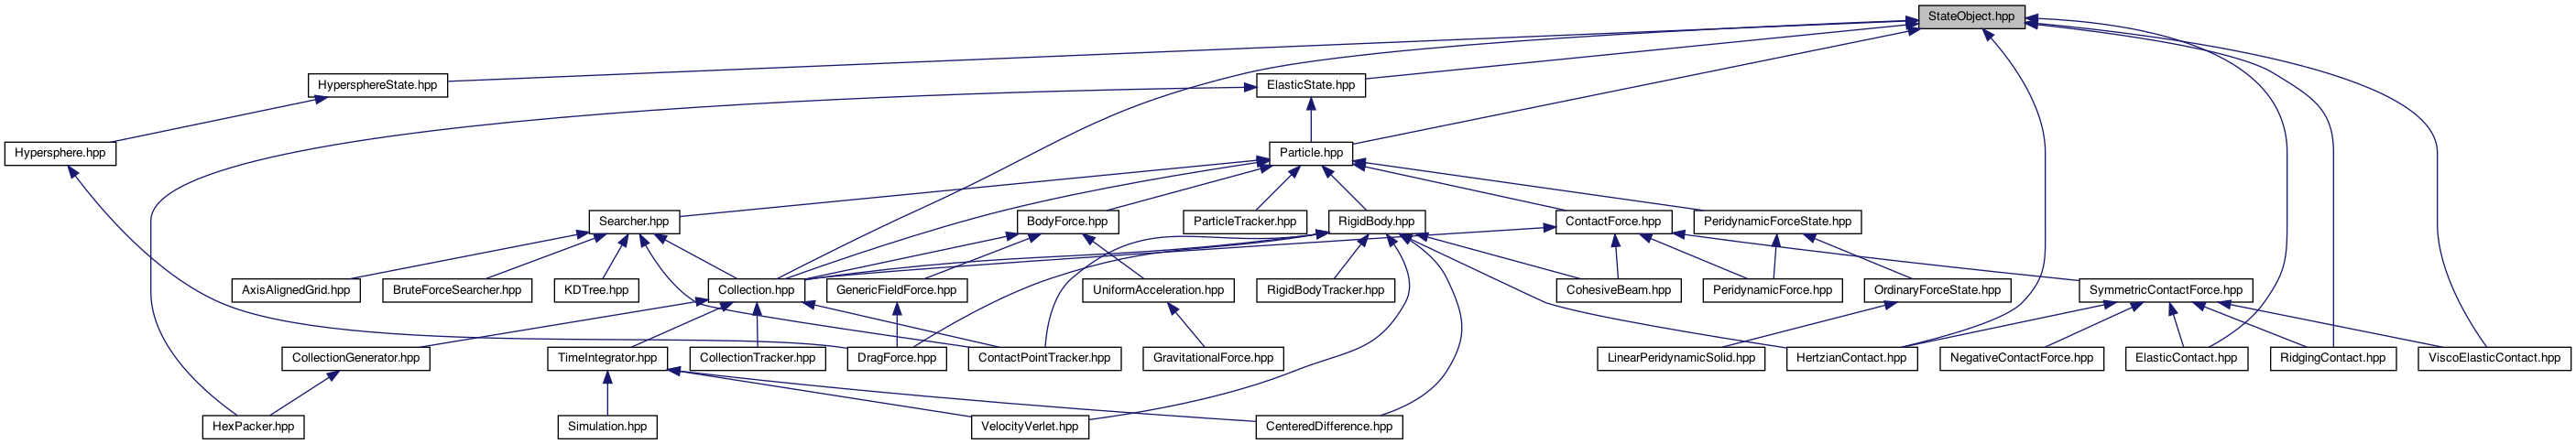 StateObject.hpp
HypersphereState.hpp
ElasticState.hpp
Hypersphere.hpp
Particle.hpp
Searcher.hpp
BodyForce.hpp
ParticleTracker.hpp
RigidBody.hpp
ContactForce.hpp
PeridynamicForceState.hpp
AxisAlignedGrid.hpp
BruteForceSearcher.hpp
KDTree.hpp
Collection.hpp
GenericFieldForce.hpp
UniformAcceleration.hpp
RigidBodyTracker.hpp
CohesiveBeam.hpp
PeridynamicForce.hpp
OrdinaryForceState.hpp
SymmetricContactForce.hpp
CollectionGenerator.hpp
TimeIntegrator.hpp
CollectionTracker.hpp
DragForce.hpp
ContactPointTracker.hpp
GravitationalForce.hpp
LinearPeridynamicSolid.hpp
HertzianContact.hpp
NegativeContactForce.hpp
ElasticContact.hpp
RidgingContact.hpp
ViscoElasticContact.hpp
HexPacker.hpp
Simulation.hpp
VelocityVerlet.hpp
CenteredDifference.hpp